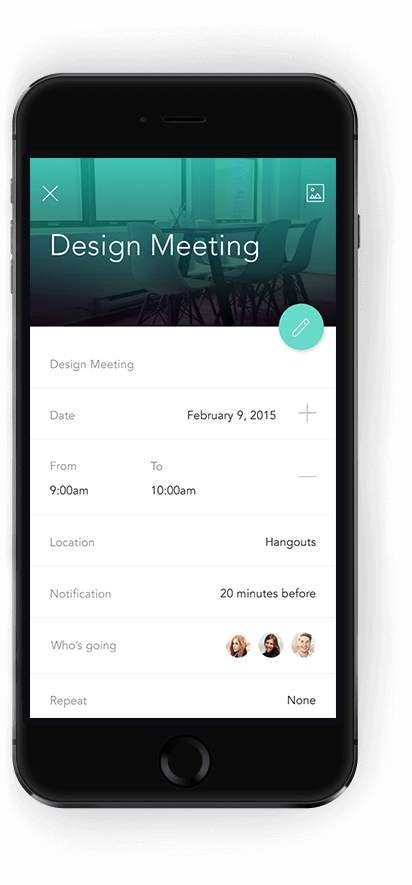 Design Meeting
Design Meeting
Date February 9, 2015
From To
9:00am 10:00am
Location Hangouts
Notification 20 minutes before
Who's going
Repeat None